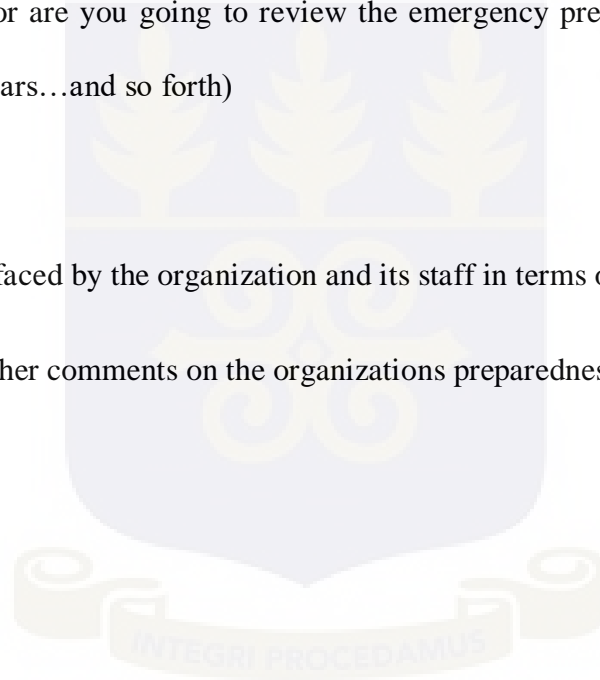 or are you going to review the emergency pre
ars…and so forth)
faced by the organization and its staff in terms o
her comments on the organizations preparednes
INTEGRI PROCEDAMUS